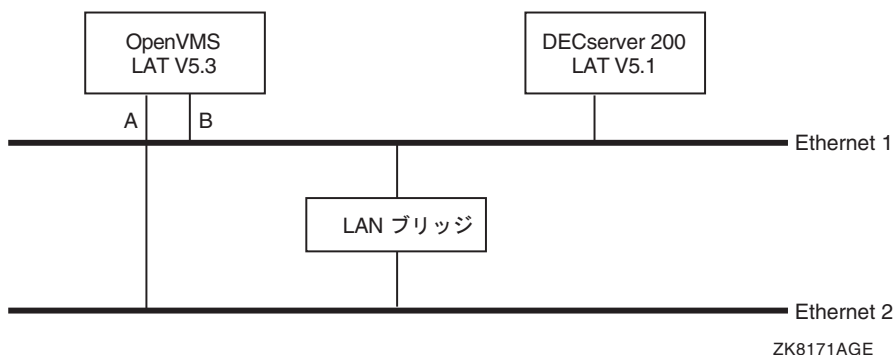 OpenVMS
LAT V5.3
DECserver 200
LAT V5.1
A
B
Ethernet 1
LAN ブリッジ
Ethernet 2
ZK8171AGE